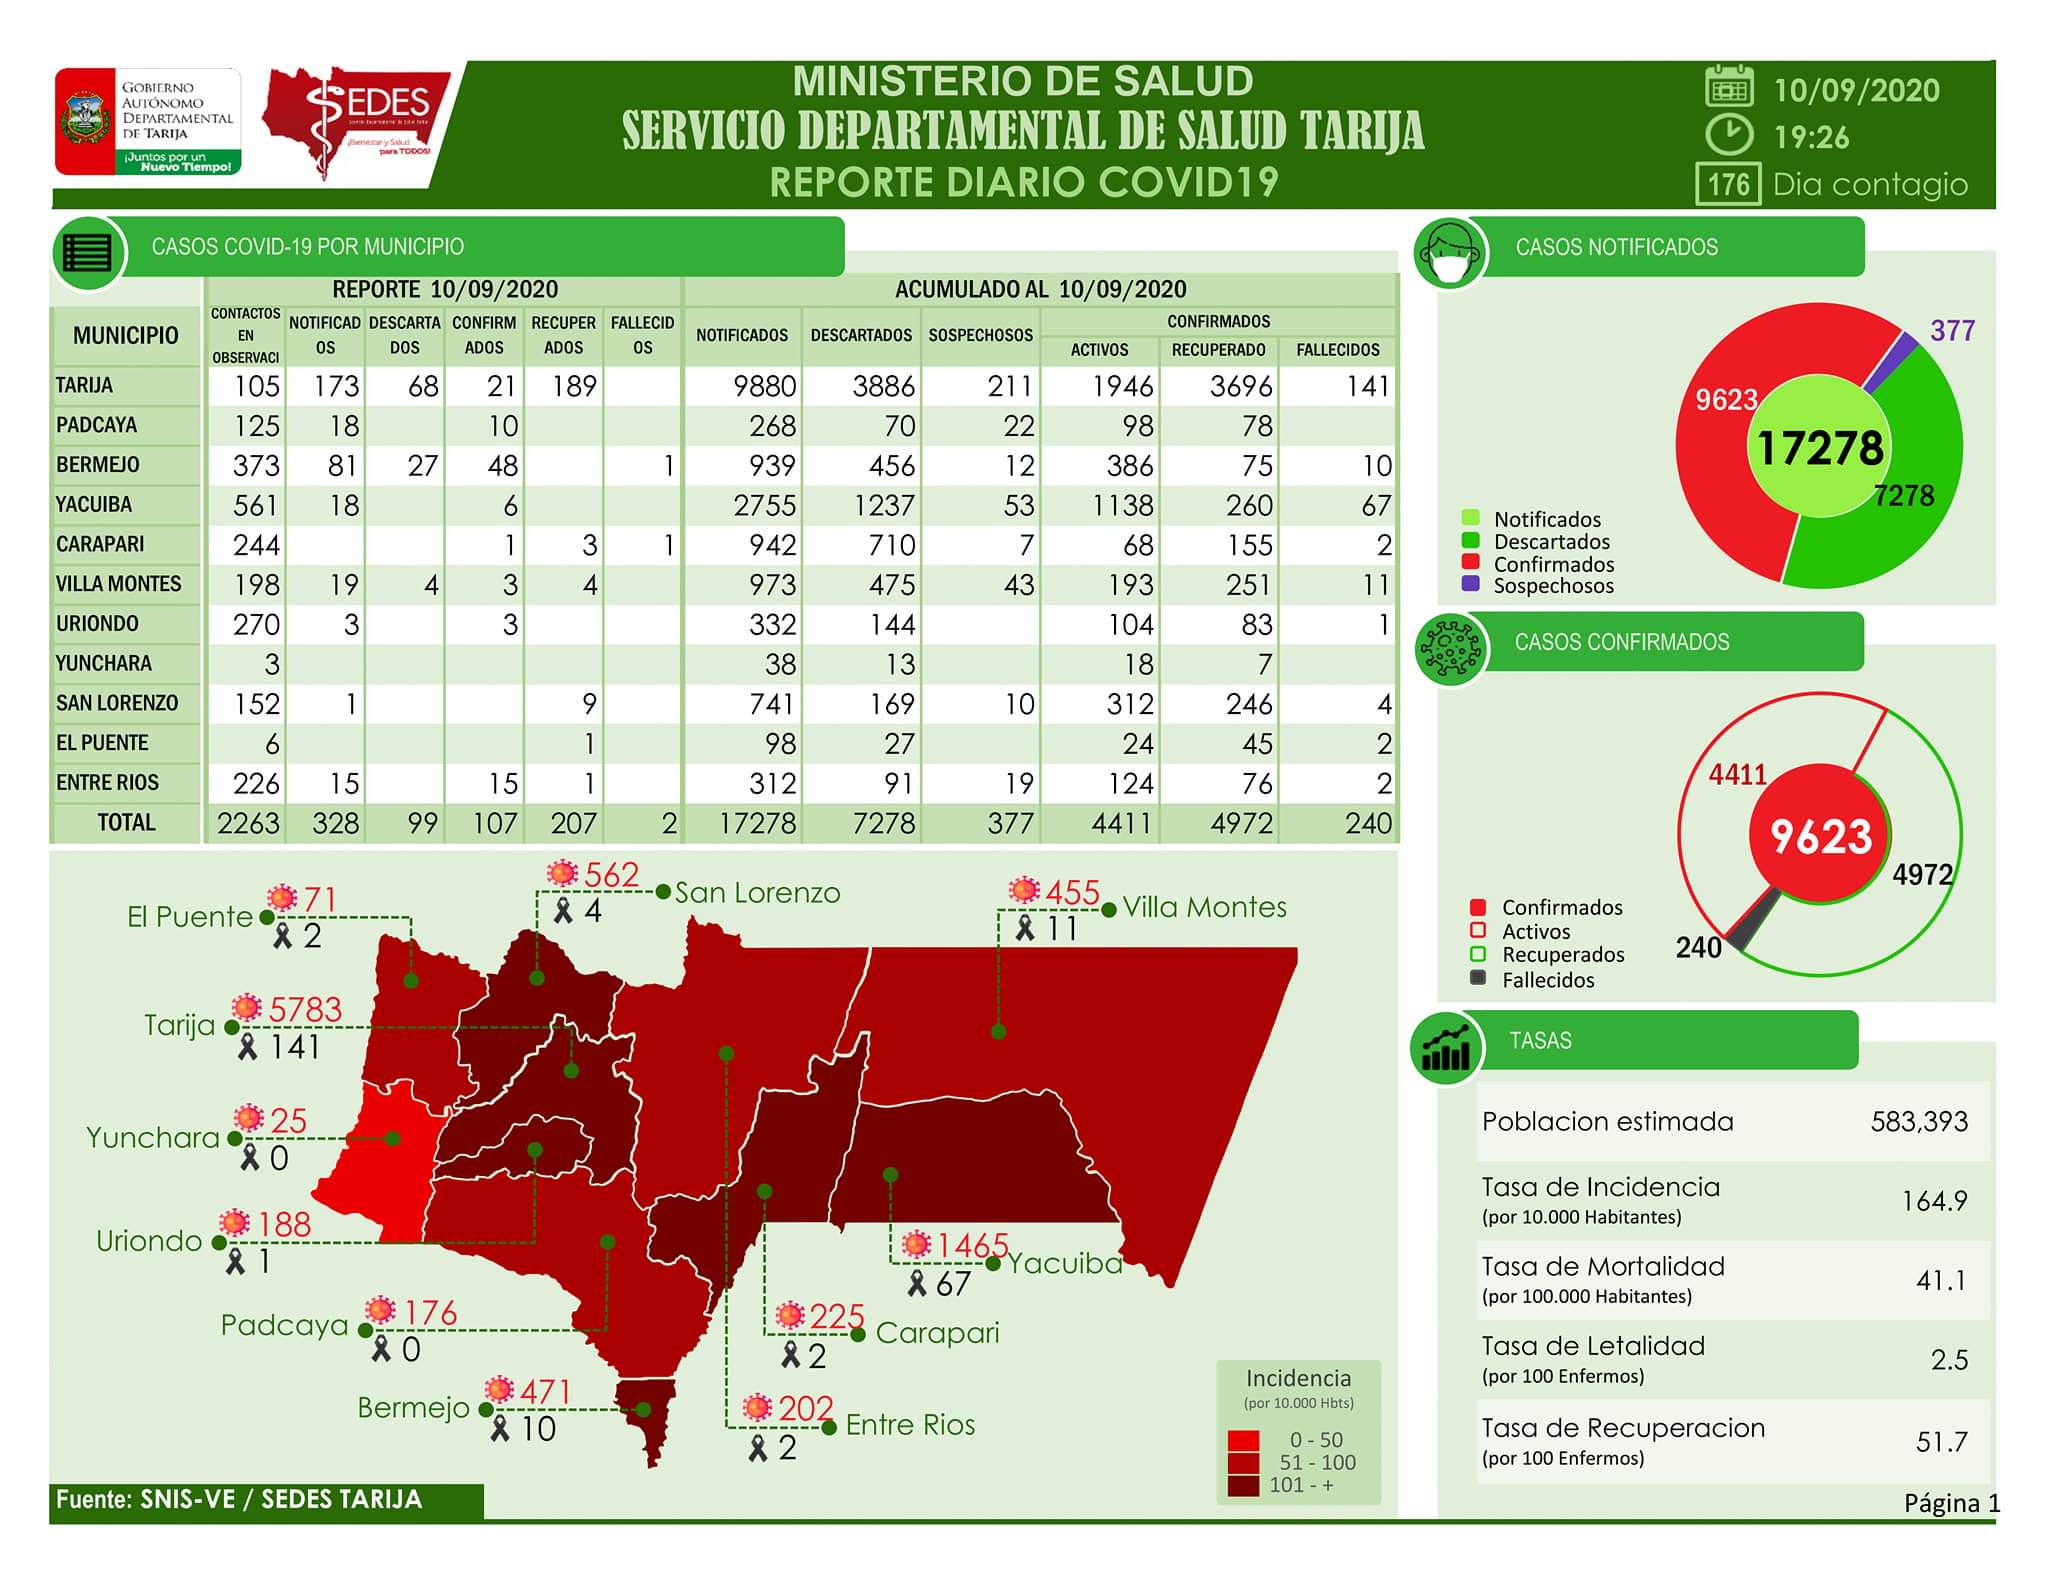 GOBIERNO
AUTÓNOMO
DEPARTAMENTAL
DE TARIJA
¡Juntos por un
Nuevo Tiempo!
SEDES
¡Bienestar y Salud
para TODOS!
MINISTERIO DE SALUD
SERVICIO DEPARTAMENTAL DE SALUD TARIJA
REPORTE DIARIO COVID19
10/09/2020
19:26
176 Dia contagio
CASOS COVID-19 POR MUNICIPIO
REPORTE 10/09/2020 ACUMULADO AL 10/09/2020
MUNICIPIO CONTACTOS EN OBSERVACI NOTIFICADOS DESCARTADOS CONFIRMADOS RECUPERADOS FALLECIDOS NOTIFICADOS DESCARTADOS SOSPECHOSOS CONFIRMADOS
ACTIVOS RECUPERADO FALLECIDOS
TARIJA 105 173 68 21 189 9880 3886 211 1946 3696 141
PADCAYA 125 18 10 268 70 22 98 78
BERMEJO 373 81 27 48 1 939 456 12 386 75 10
YACUIBA 561 18 6 2755 1237 53 1138 260 67
CARAPARI 244 1 3 1 942 710 7 68 155 2
VILLA MONTES 198 19 4 3 4 973 475 43 193 251 11
URIONDO 270 3 3 332 144 104 83 1
YUNCHARA 3 38 13 18 7
SAN LORENZO 152 1 9 741 169 10 312 246 4
EL PUENTE 6 1 98 27 24 45 2
ENTRE RIOS 226 15 15 1 312 91 19 124 76 2
TOTAL 2263 328 99 107 207 2 17278 7278 377 4411 4972 240
CASOS NOTIFICADOS
377
9623
17278
7278
Notificados
Descartados
Confirmados
Sospechosos
CASOS CONFIRMADOS
4411
9623
4972
240
Confirmados
Activos
Recuperados
Fallecidos
TASAS
Poblacion estimada 583,393
Tasa de Incidencia
(por 10.000 Habitantes) 164.9
Tasa de Mortalidad
(por 100.000 Habitantes) 41.1
Tasa de Letalidad
(por 100 Enfermos) 2.5
Tasa de Recuperacion
(por 100 Enfermos) 51.7
El Puente 71
2
562 San Lorenzo
4
455 Villa Montes
11
Tarija 5783
141
Yunchara 25
0
Uriondo 188
1
Padcaya 176
0
Bermejo 471
10
1465 Yacuiba
67
225 Carapari
2
202 Entre Rios
2
Incidencia
(por 10.000 Hbts)
0 - 50
51 - 100
101 - +
Fuente: SNIS-VE / SEDES TARIJA
Página 1